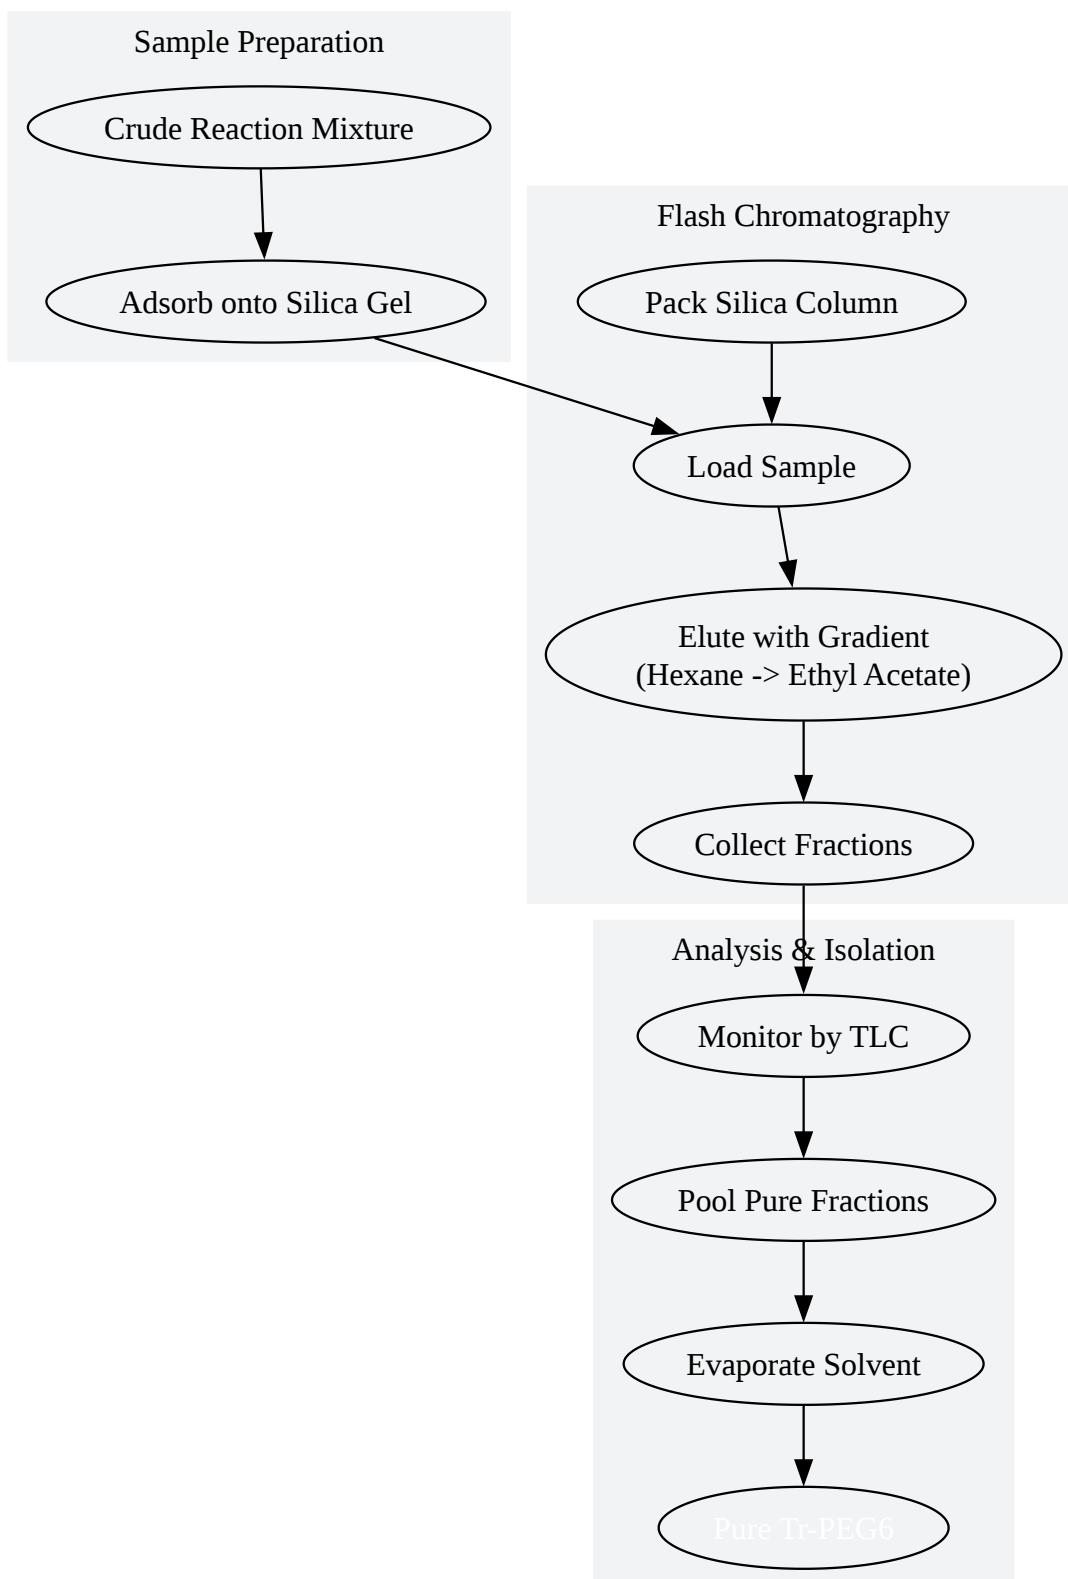 Sample Preparation
Crude Reaction Mixture
Adsorb onto Silica Gel
Flash Chromatography
Pack Silica Column
Load Sample
Elute with Gradient
(Hexane -> Ethyl Acetate)
Collect Fractions
Analysis & Isolation
Monitor by TLC
Pool Pure Fractions
Evaporate Solvent
Pure Tr-PEG6